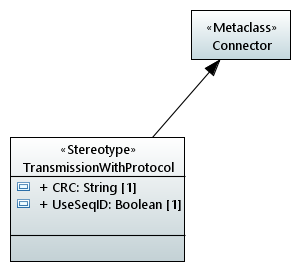 «Metaclass»
Connector
«Stereotype»
TransmissionWithProtocol
+ CRC: String [1]
+ UseSeqID: Boolean [1]